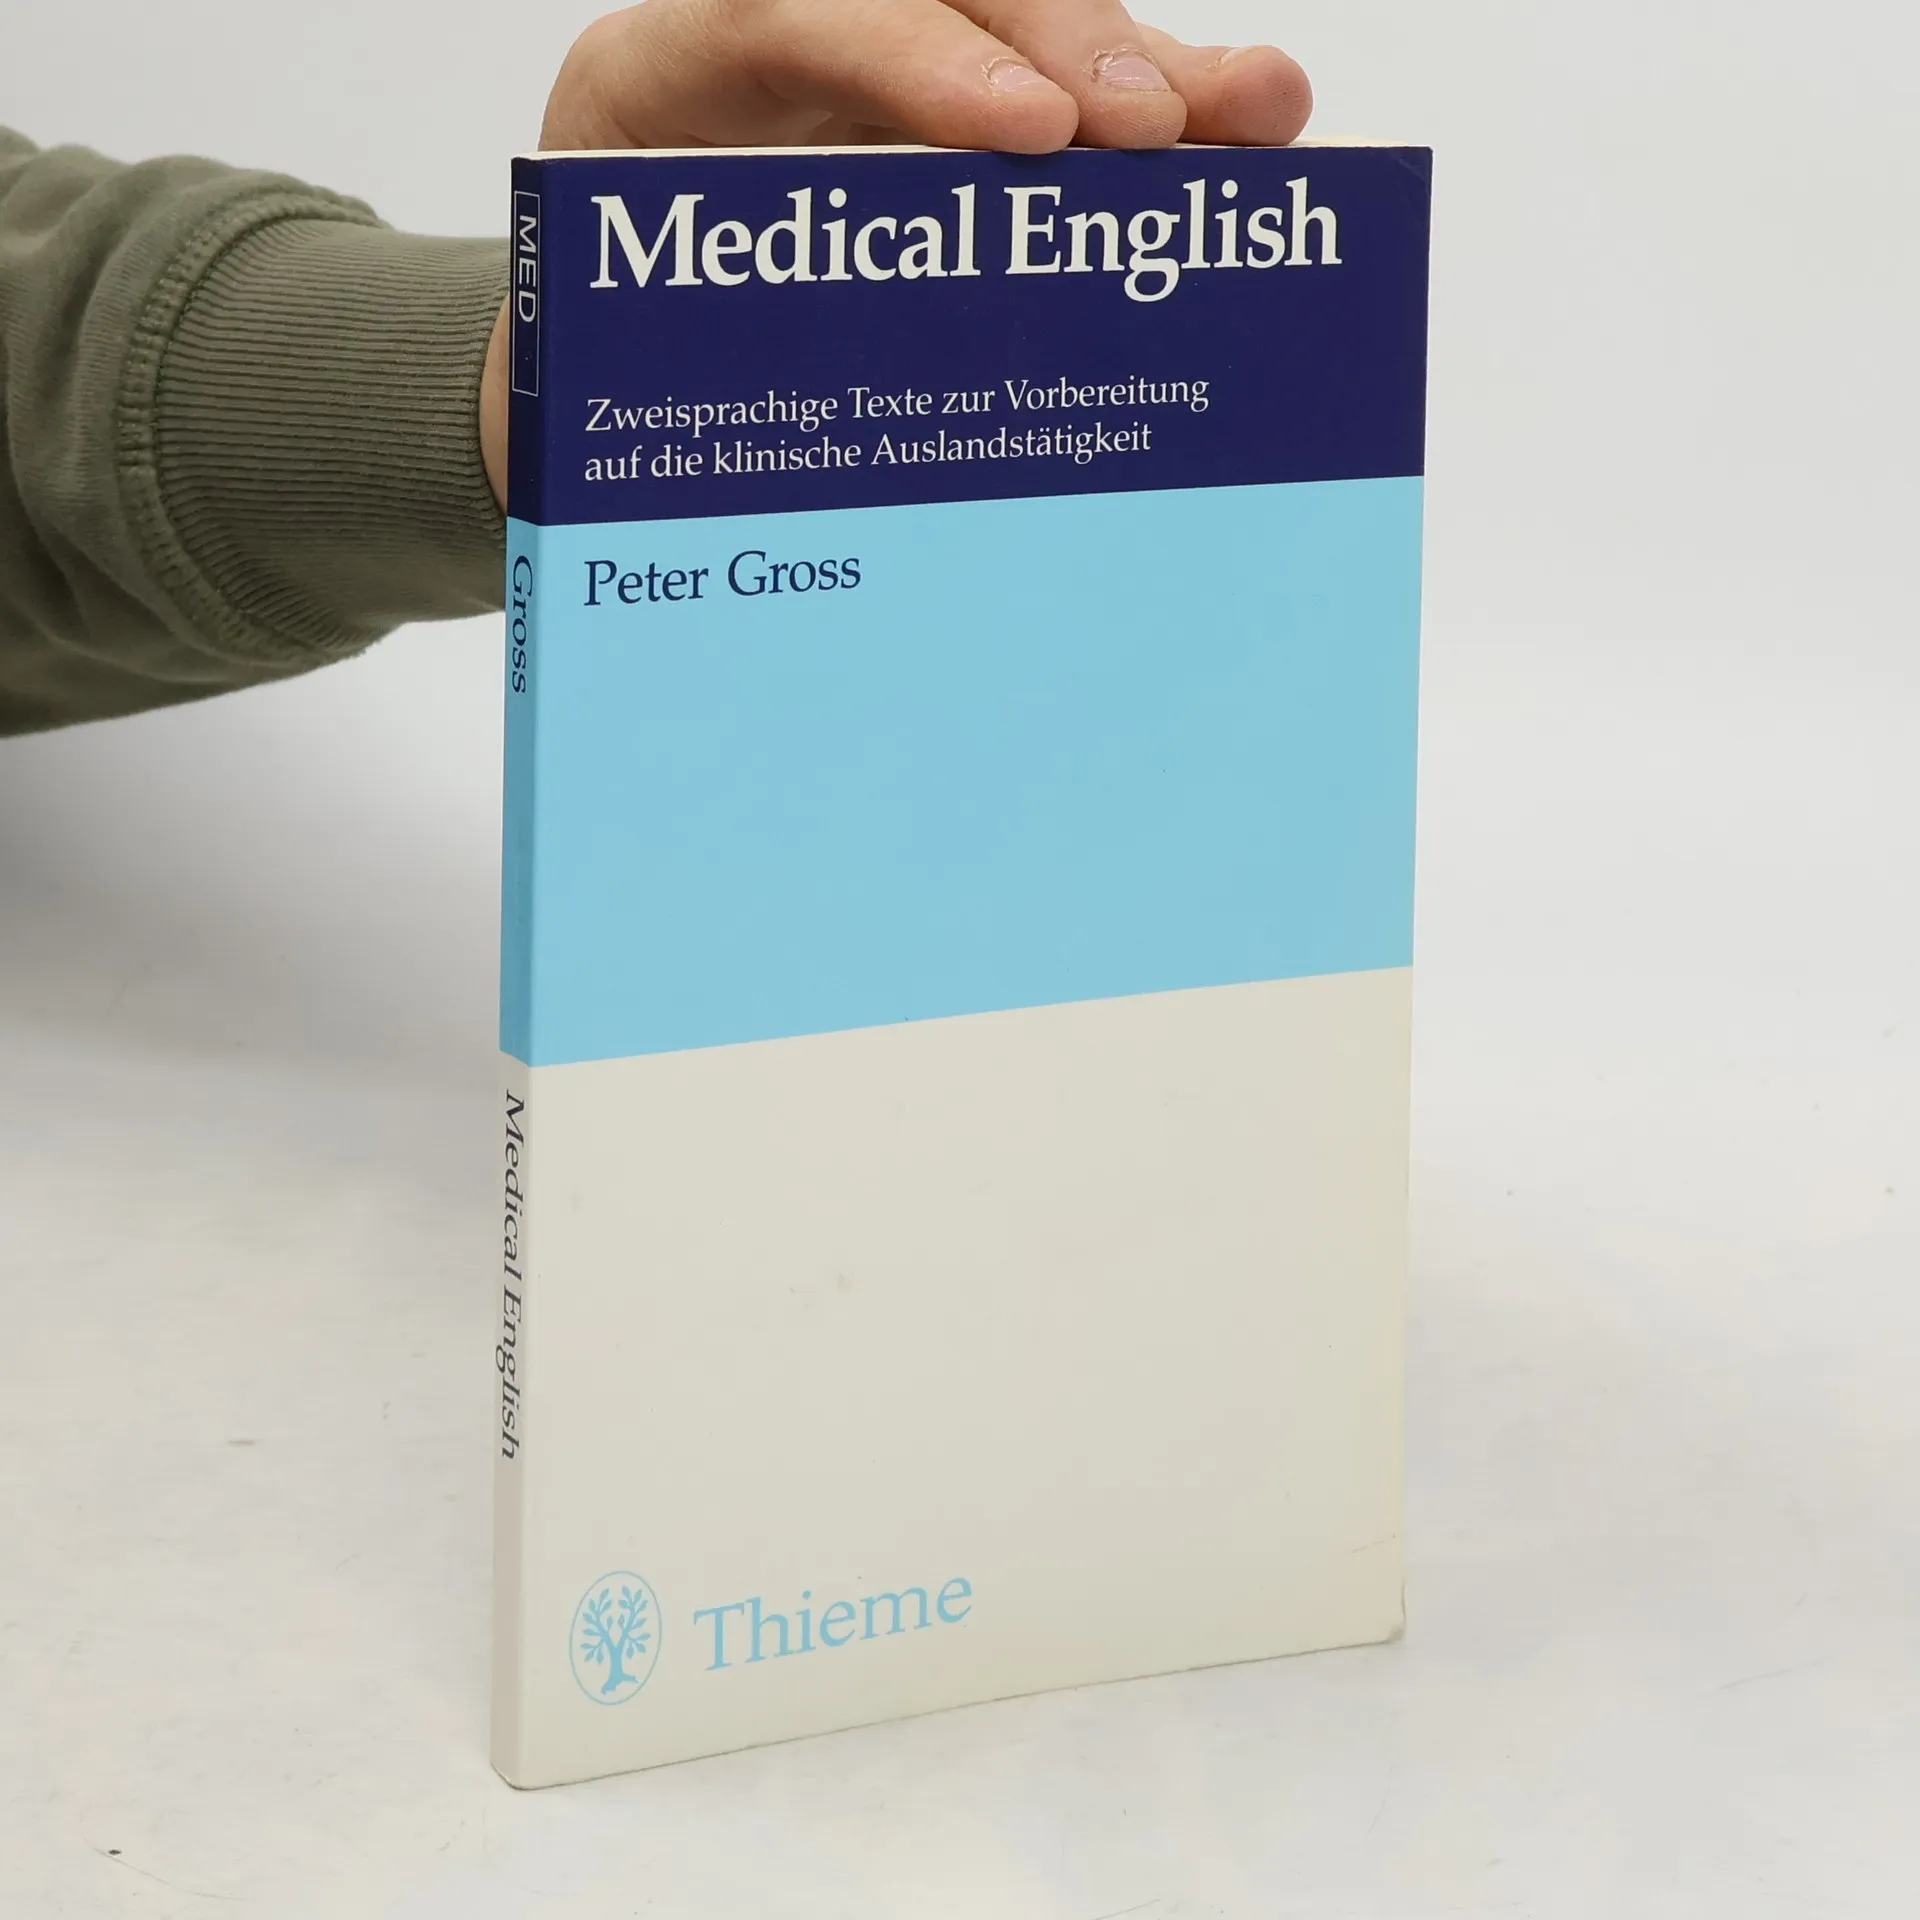 Medical English
Zweisprachige Texte zur Vorbereitung
auf die klinische Auslandstätigkeit
Peter Gross
Thieme
MED
Gross
Medical English